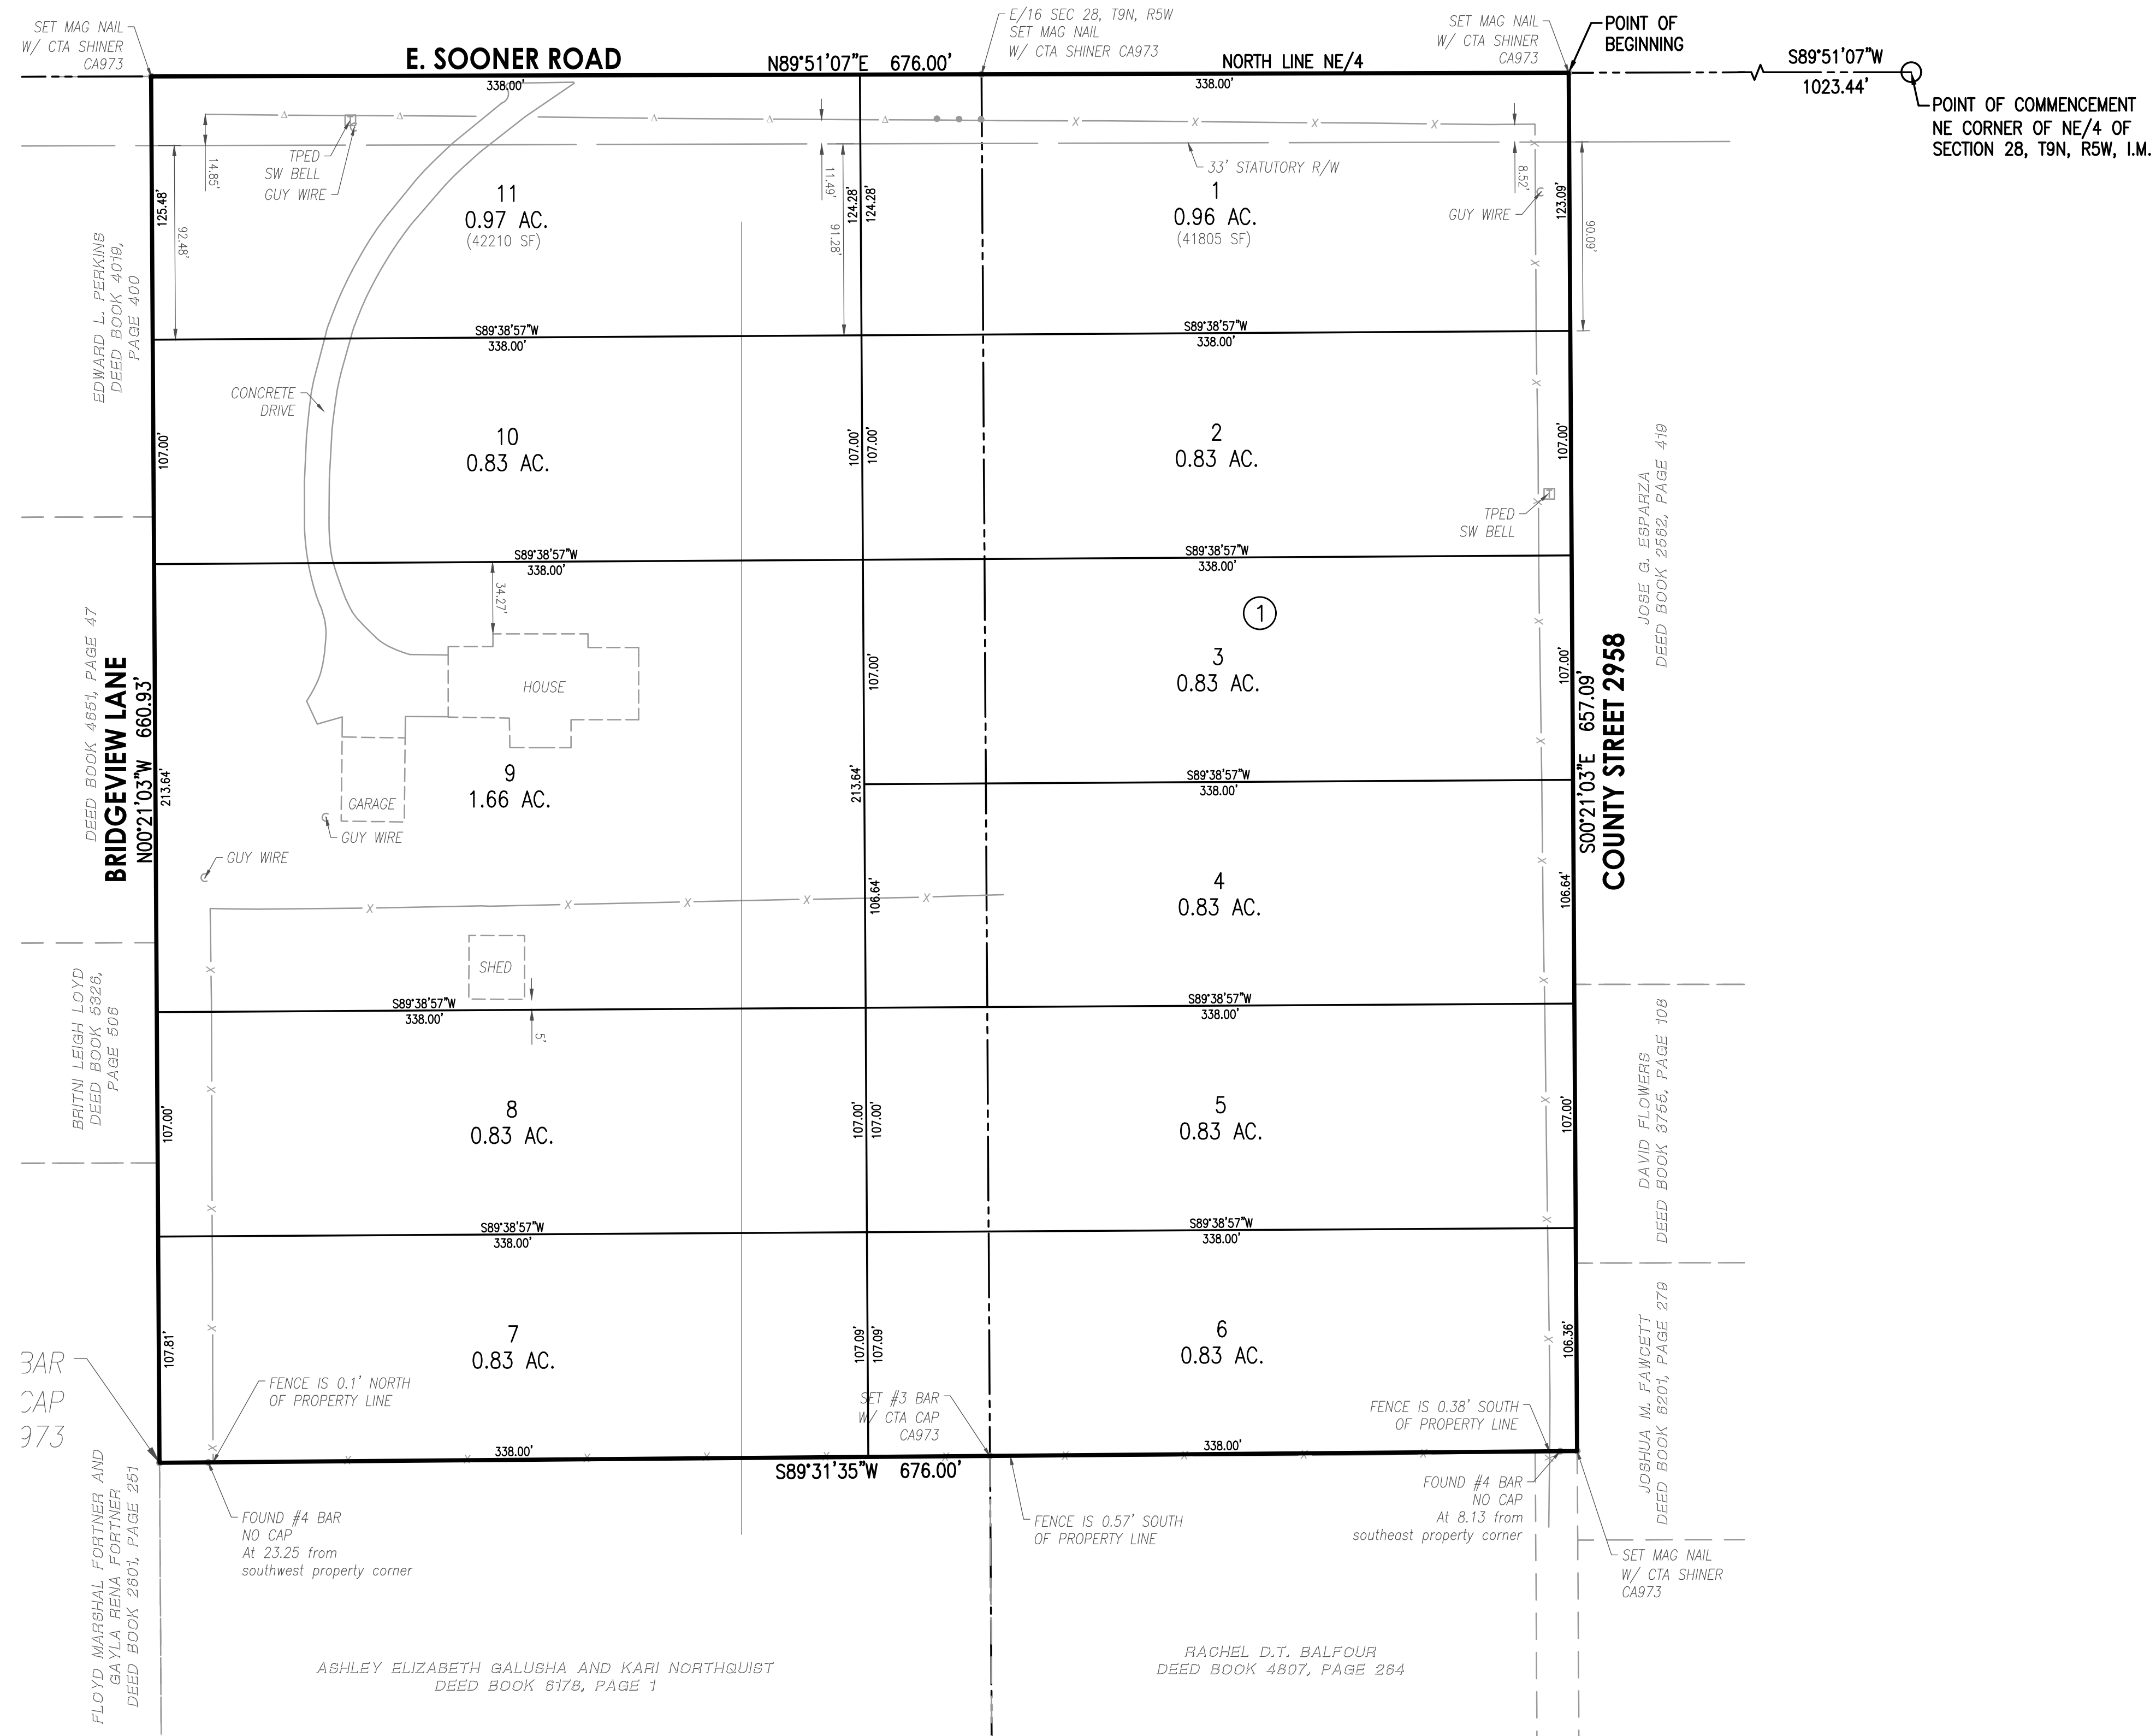 SET MAG NAIL
W/ CTA SHINER
CA973
E. SOONER ROAD
N89°51'07"E 676.00'
E/16 SEC 28, T9N, R5W
SET MAG NAIL
W/ CTA SHINER CA973
NORTH LINE NE/4
SET MAG NAIL
W/ CTA SHINER
CA973
POINT OF
BEGINNING
S89°51'07"W
1023.44'
POINT OF COMMENCEMENT
NE CORNER OF NE/4 OF
SECTION 28, T9N, R5W, I.M.
338.00'
338.00'
TPED
SW BELL
GUY WIRE
14.85'
11.49'
8.52'
33' STATUTORY R/W
GUY WIRE
125.48'
92.48'
11
0.97 AC.
(42210 SF)
91.28'
124.28'
124.28'
1
0.96 AC.
(41805 SF)
123.09'
90.09'
EDWARD L. PERKINS
DEED BOOK 4019,
PAGE 400
S89°38'57"W
338.00'
S89°38'57"W
338.00'
CONCRETE
DRIVE
107.00'
10
0.83 AC.
107.00'
107.00'
2
0.83 AC.
107.00'
TPED
SW BELL
JOSE G. ESPARZA
DEED BOOK 2582, PAGE 419
S89°38'57"W
338.00'
S89°38'57"W
338.00'
34.27'
1
HOUSE
107.00'
3
0.83 AC.
107.00'
DEED BOOK 4651, PAGE 47
BRIDGEVIEW LANE
N00°21'03"W 660.93'
S00°21'03"E 657.09'
COUNTY STREET 2958
213.64'
9
1.66 AC.
GARAGE
GUY WIRE
GUY WIRE
213.64'
S89°38'57"W
338.00'
106.64'
4
0.83 AC.
106.64'
SHED
5'
S89°38'57"W
338.00'
S89°38'57"W
338.00'
BRITNI LEIGH LOYD
DEED BOOK 5326,
PAGE 506
107.00'
8
0.83 AC.
107.00'
107.00'
5
0.83 AC.
107.00'
DAVID FLOWERS
DEED BOOK 3755, PAGE 108
S89°38'57"W
338.00'
S89°38'57"W
338.00'
107.81'
7
0.83 AC.
107.09'
107.09'
6
0.83 AC.
106.36'
JOSHUA M. FAWCETT
DEED BOOK 6201, PAGE 279
BAR
CAP
973
FENCE IS 0.1' NORTH
OF PROPERTY LINE
SET #3 BAR
W/ CTA CAP
CA973
FENCE IS 0.38' SOUTH
OF PROPERTY LINE
338.00'
338.00'
S89°31'35"W 676.00'
FOUND #4 BAR
NO CAP
At 23.25 from
southwest property corner
FENCE IS 0.57' SOUTH
OF PROPERTY LINE
FOUND #4 BAR
NO CAP
At 8.13 from
southeast property corner
SET MAG NAIL
W/ CTA SHINER
CA973
FLOYD MARSHAL FORTNER AND
GAYLA RENA FORTNER
DEED BOOK 2601, PAGE 251
ASHLEY ELIZABETH GALUSHA AND KARI NORTHQUIST
DEED BOOK 6178, PAGE 1
RACHEL D.T. BALFOUR
DEED BOOK 4807, PAGE 264